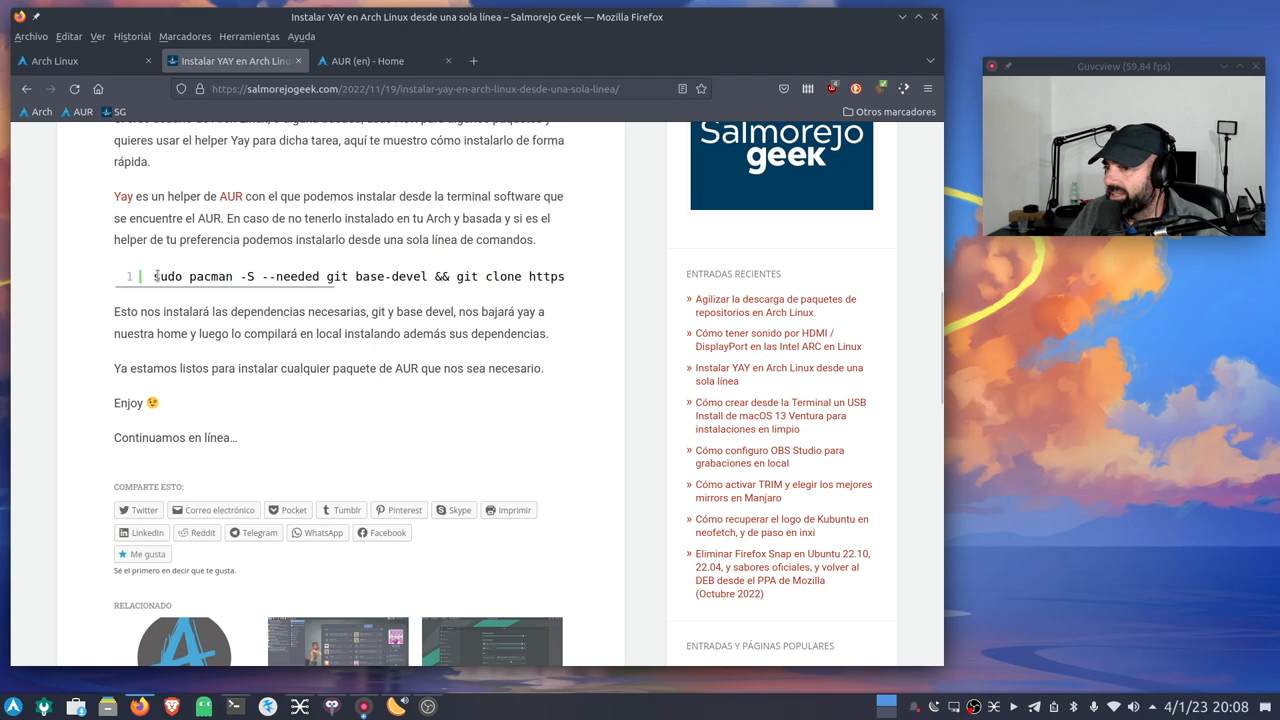 Instalar YAY en Arch Linux desde una sola línea – Salmorejo Geek — Mozilla Firefox
Archivo Editar Ver Historial Marcadores Herramientas Ayuda
Arch Linux
Instalar YAY en Arch Linu
AUR (en) - Home
https://salmorejogeek.com/2022/11/19/instalar-yay-en-arch-linux-desde-una-sola-linea/
4
Arch AUR SG
Otros marcadores
quieres usar el helper Yay para dicha tarea, aquí te muestro cómo instalarlo de forma
rápida.
Yay es un helper de AUR con el que podemos instalar desde la terminal software que
se encuentre el AUR. En caso de no tenerlo instalado en tu Arch y basada y si es el
helper de tu preferencia podemos instalarlo desde una sola línea de comandos.
1 sudo pacman -S --needed git base-devel && git clone https
Esto nos instalará las dependencias necesarias, git y base devel, nos bajará yay a
nuestra home y luego lo compilará en local instalando además sus dependencias.
Ya estamos listos para instalar cualquier paquete de AUR que nos sea necesario.
Enjoy 😉
Continuamos en línea…
COMPARTE ESTO:
Twitter Correo electrónico Pocket Tumblr Pinterest Skype Imprimir
LinkedIn Reddit Telegram WhatsApp Facebook
Me gusta
Sé el primero en decir que te gusta.
RELACIONADO
Salmorejo
geek
ENTRADAS RECIENTES
» Agilizar la descarga de paquetes de
repositorios en Arch Linux
» Cómo tener sonido por HDMI /
DisplayPort en las Intel ARC en Linux
» Instalar YAY en Arch Linux desde una
sola línea
» Cómo crear desde la Terminal un USB
Install de macOS 13 Ventura para
instalaciones en limpio
» Cómo configuro OBS Studio para
grabaciones en local
» Cómo activar TRIM y elegir los mejores
mirrors en Manjaro
» Cómo recuperar el logo de Kubuntu en
neofetch, y de paso en inxi
» Eliminar Firefox Snap en Ubuntu 22.10,
22.04, y sabores oficiales, y volver al
DEB desde el PPA de Mozilla
(Octubre 2022)
ENTRADAS Y PÁGINAS POPULARES
Guvcview (59,84 fps)
4/1/23 20:08